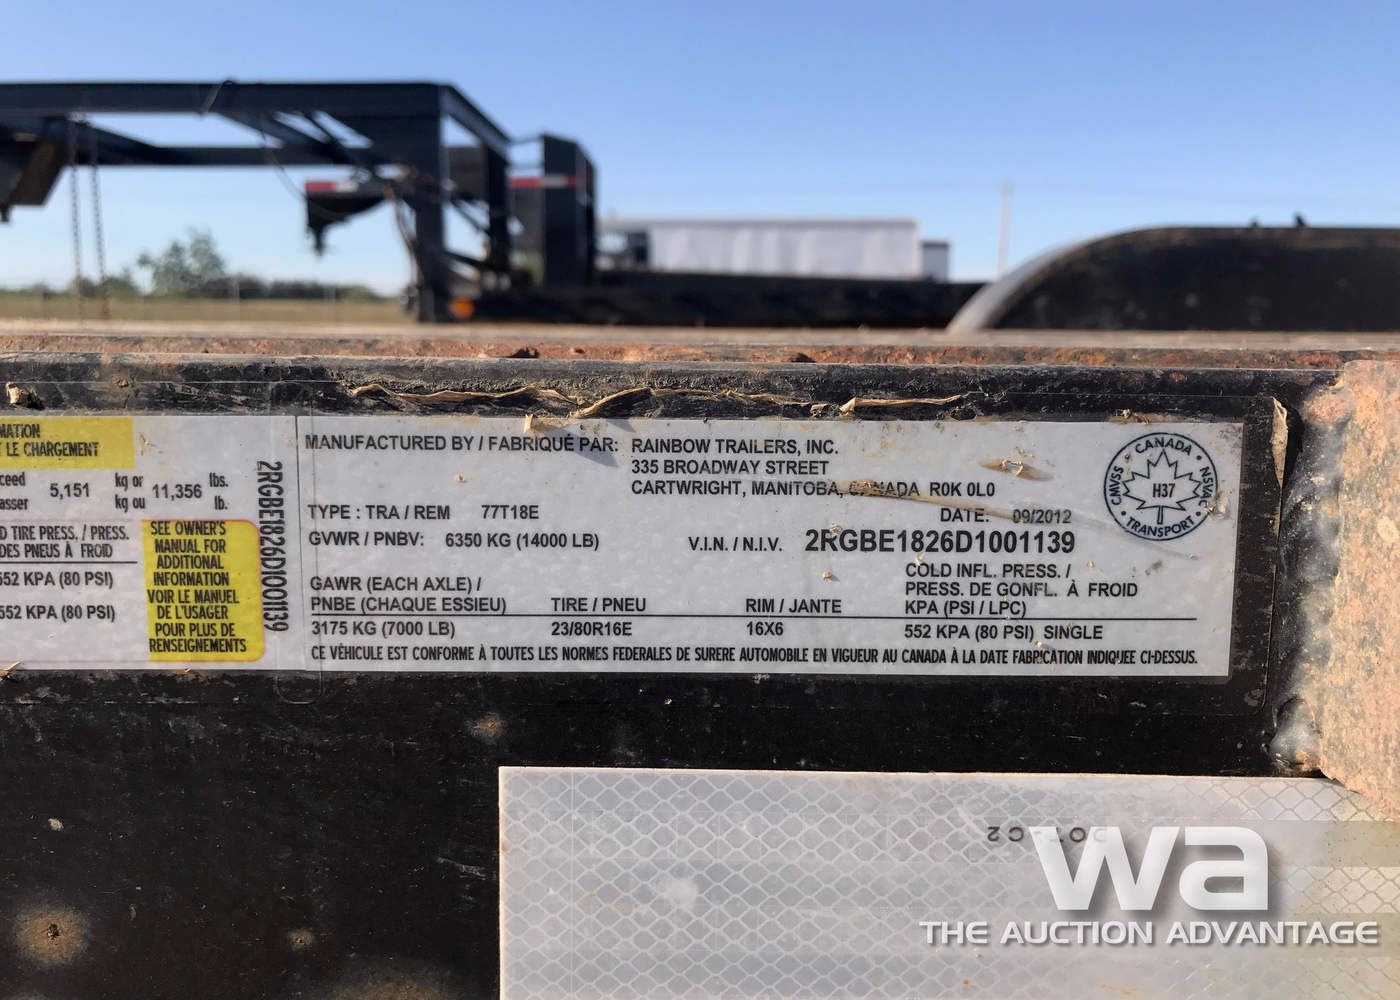 MATION
LE CHARGEMENT
kg or lbs.
5,151 11,356
kg ou lb.
TIRE PRESS. / PRESS.
DES PNEUS À FROID
552 KPA (80 PSI)
552 KPA (80 PSI)
SEE OWNER'S
MANUAL FOR
ADDITIONAL
INFORMATION
VOIR LE MANUEL
DE L'USAGER
POUR PLUS DE
RENSEIGNEMENTS
2RGBE1826D1001139
MANUFACTURED BY / FABRIQUÉ PAR: RAINBOW TRAILERS, INC.
335 BROADWAY STREET
CARTWRIGHT, MANITOBA, CANADA R0K 0L0
TYPE : TRA / REM 77T18E DATE: 09/2012
GVWR / PNBV: 6350 KG (14000 LB) V.I.N. / N.I.V. 2RGBE1826D1001139
GAWR (EACH AXLE) / COLD INFL. PRESS. /
PRESS. DE GONFL. À FROID
PNBE (CHAQUE ESSIEU) TIRE / PNEU RIM / JANTE KPA (PSI / LPC)
3175 KG (7000 LB) 23/80R16E 16X6 552 KPA (80 PSI) SINGLE
CE VÉHICULE EST CONFORME À TOUTES LES NORMES FEDERALES DE SURERE AUTOMOBILE EN VIGUEUR AU CANADA À LA DATE FABRICATION INDIQUEE CI-DESSUS.
CANADA
CMVSS H37 NSVAC
TRANSPORT
DOT-C2
wa
THE AUCTION ADVANTAGE